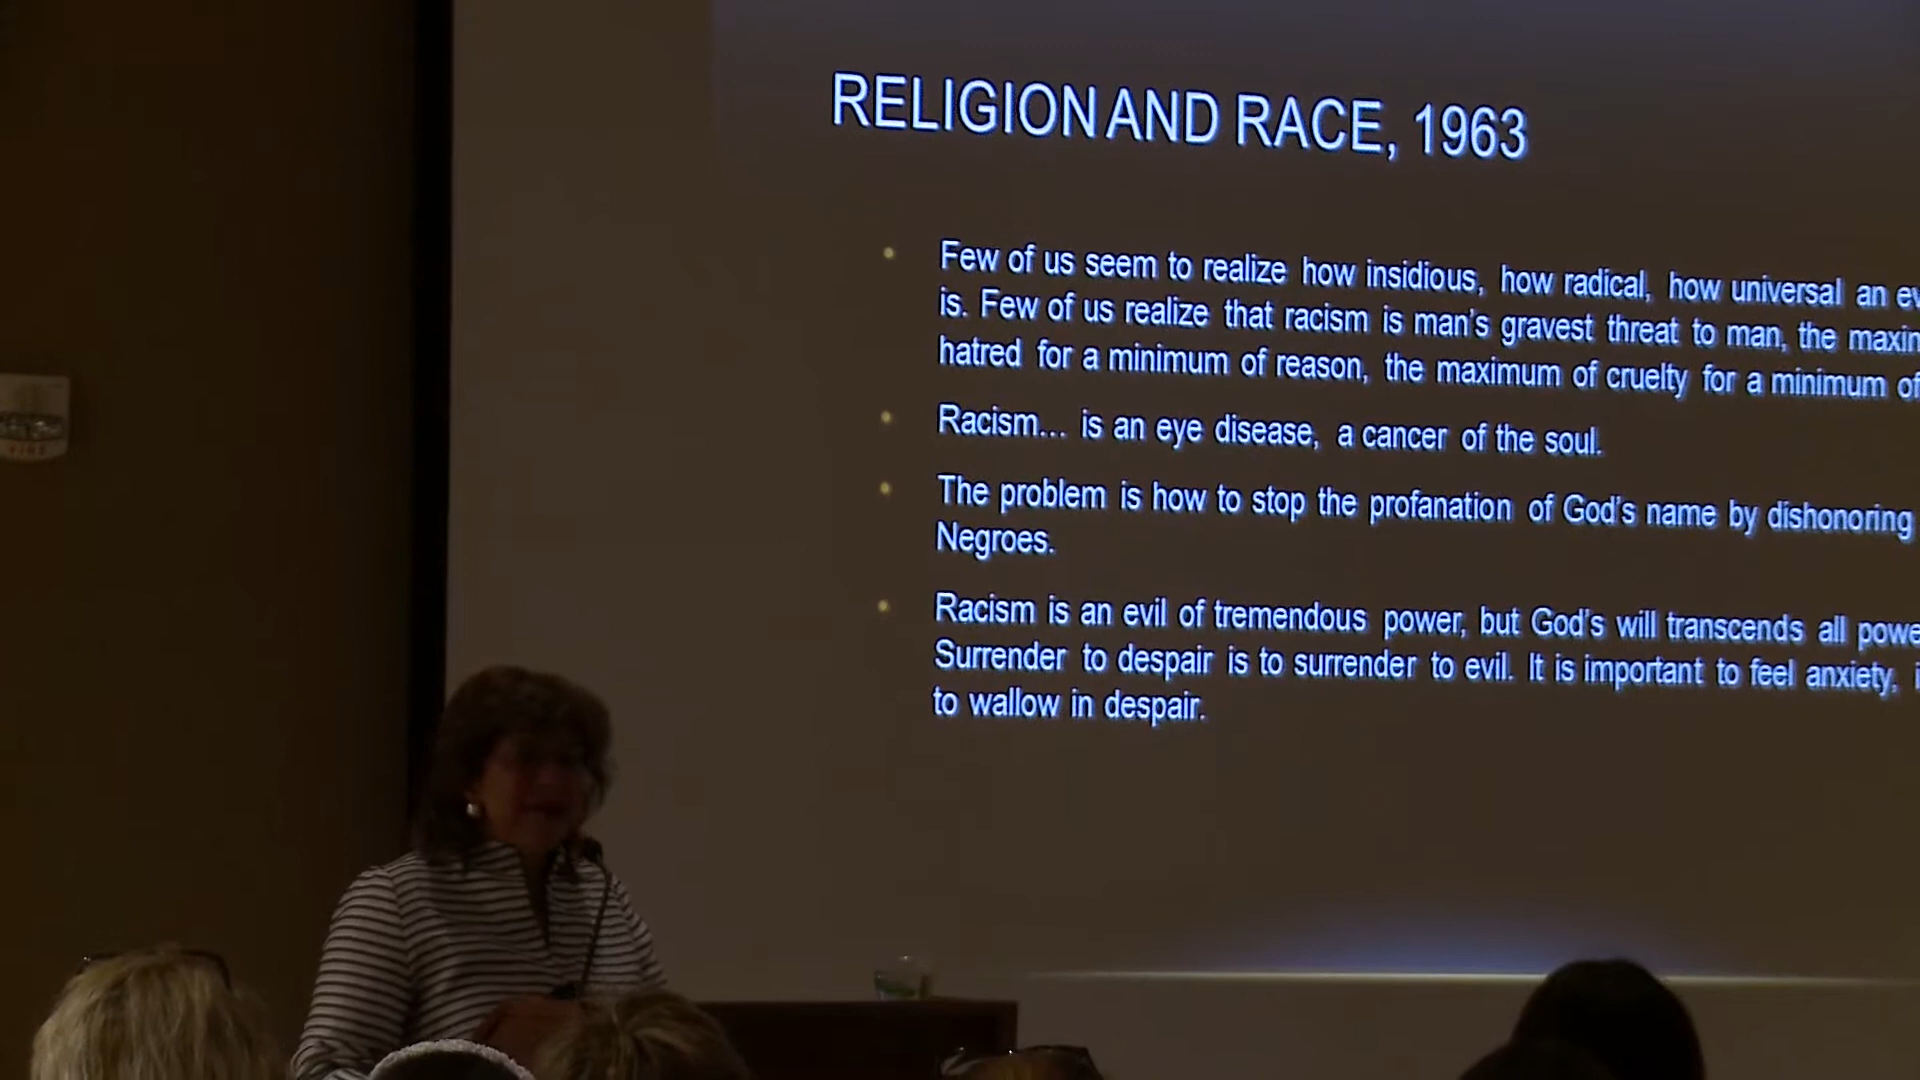 RELIGION AND RACE, 1963
Few of us seem to realize how insidious, how radical, how universal an
is. Few of us realize that racism is man's gravest threat to man, the
hatred for a minimum of reason, the maximum of cruelty for a minimum of
Racism... is an eye disease, a cancer of the soul.
The problem is how to stop the profanation of God's name by dishonoring
Negroes.
Racism is an evil of tremendous power, but God's will transcends all
Surrender to despair is to surrender to evil. It is important to feel anxiety,
to wallow in despair.
FIRE